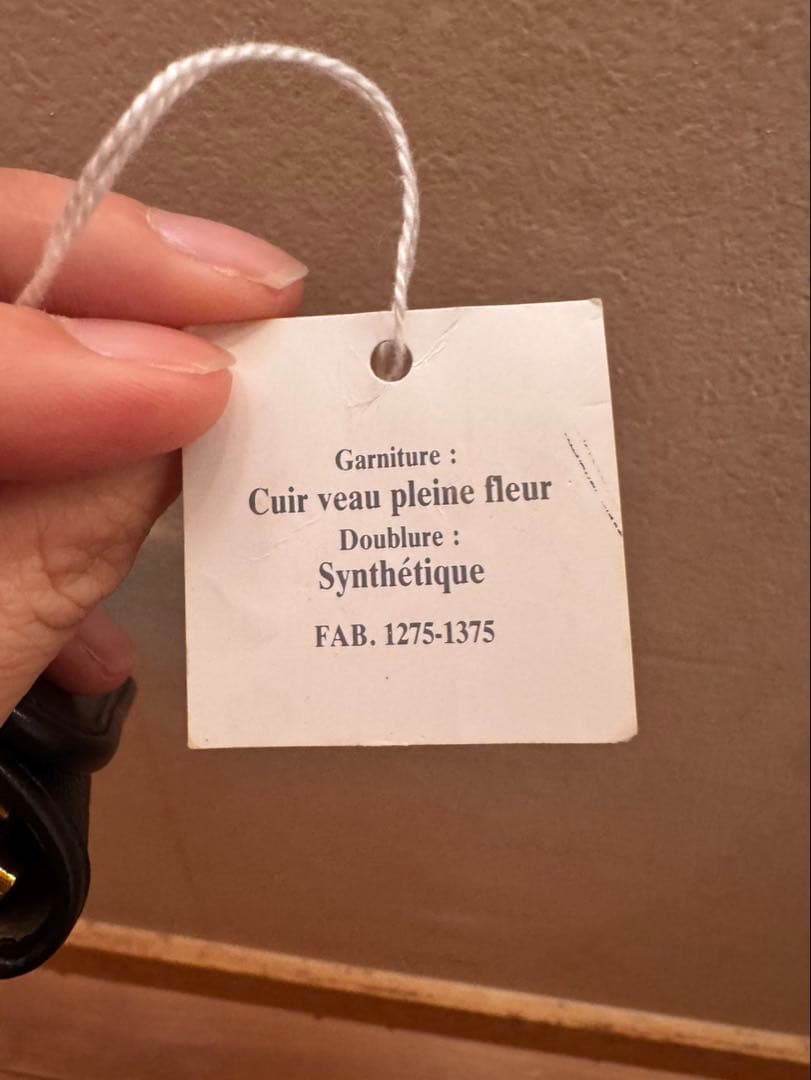 Garniture :
Cuir veau pleine fleur
Doublure :
Synthétique
FAB. 1275-1375